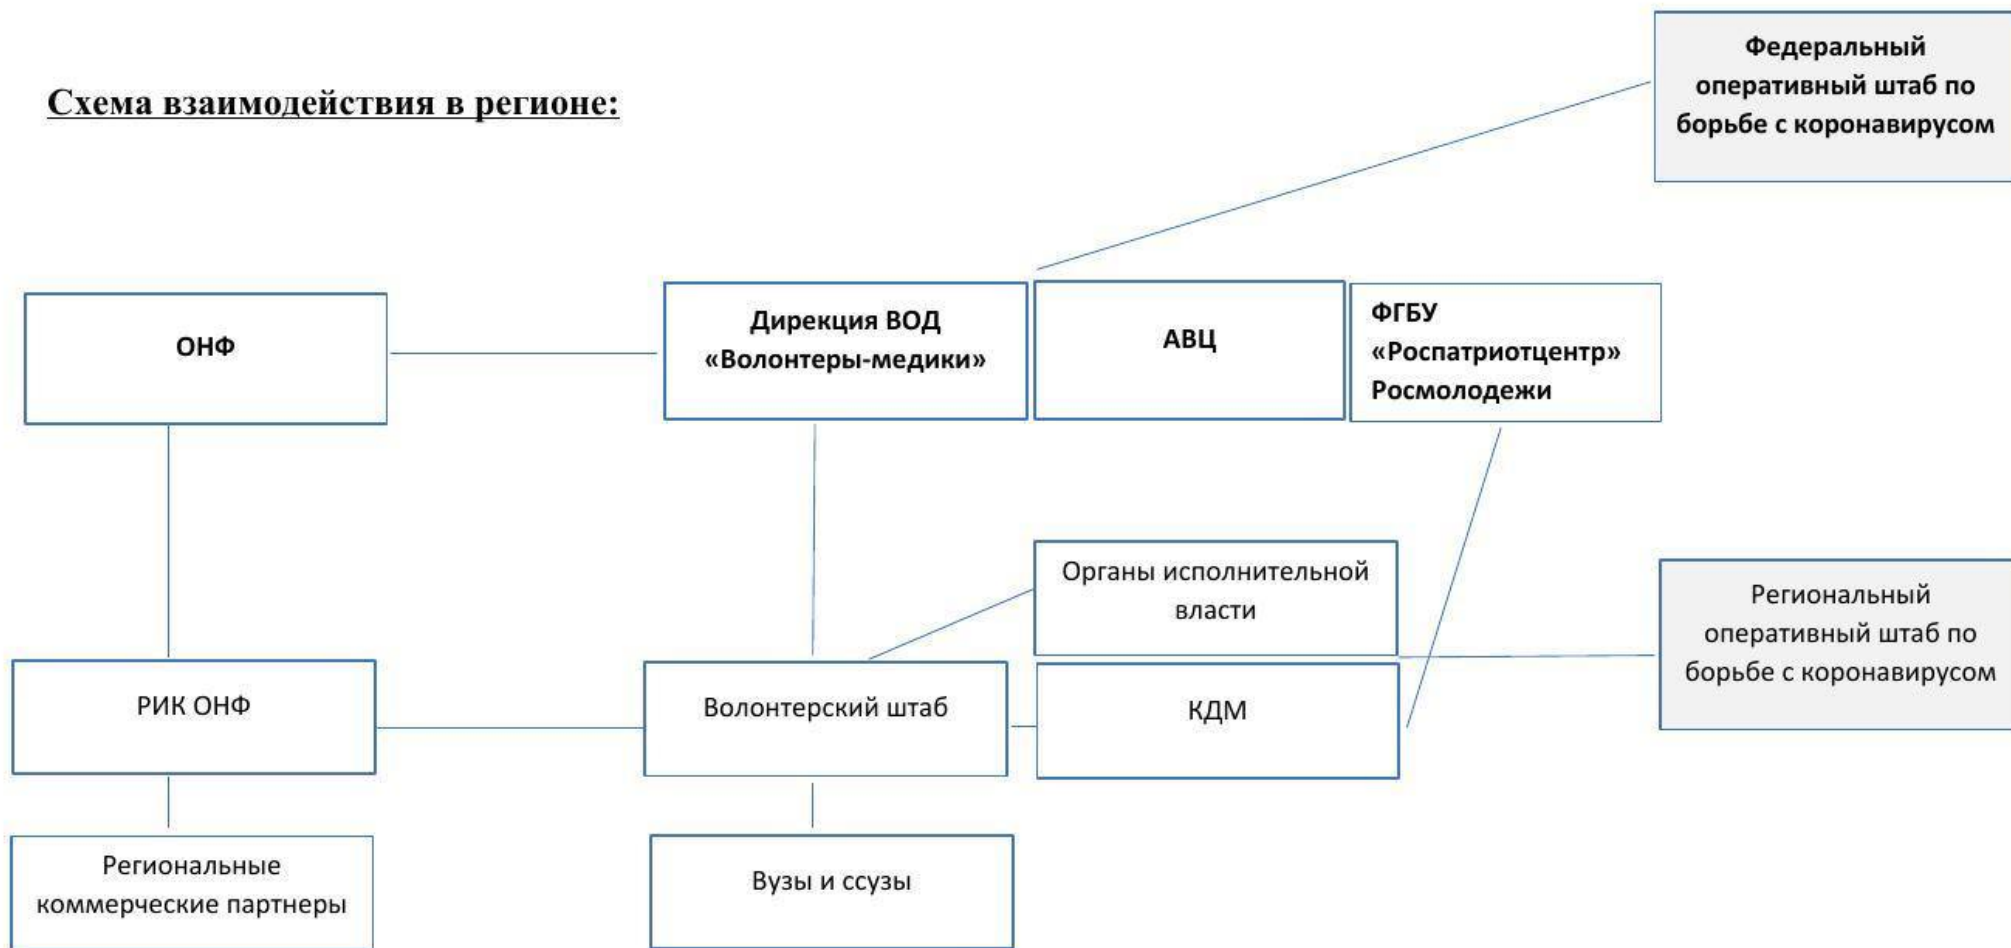 Федеральный
оперативный штаб по
борьбе с коронавирусом
Схема взаимодействия в регионе:
ОНФ
Дирекция ВОД
«Волонтеры-медики»
АВЦ
ФГБУ
«Роспатриотцентр»
Росмолодежи
Органы исполнительной
власти
Региональный
оперативный штаб по
борьбе с коронавирусом
РИК ОНФ
Волонтерский штаб
КДМ
Региональные
коммерческие партнеры
Вузы и ссузы